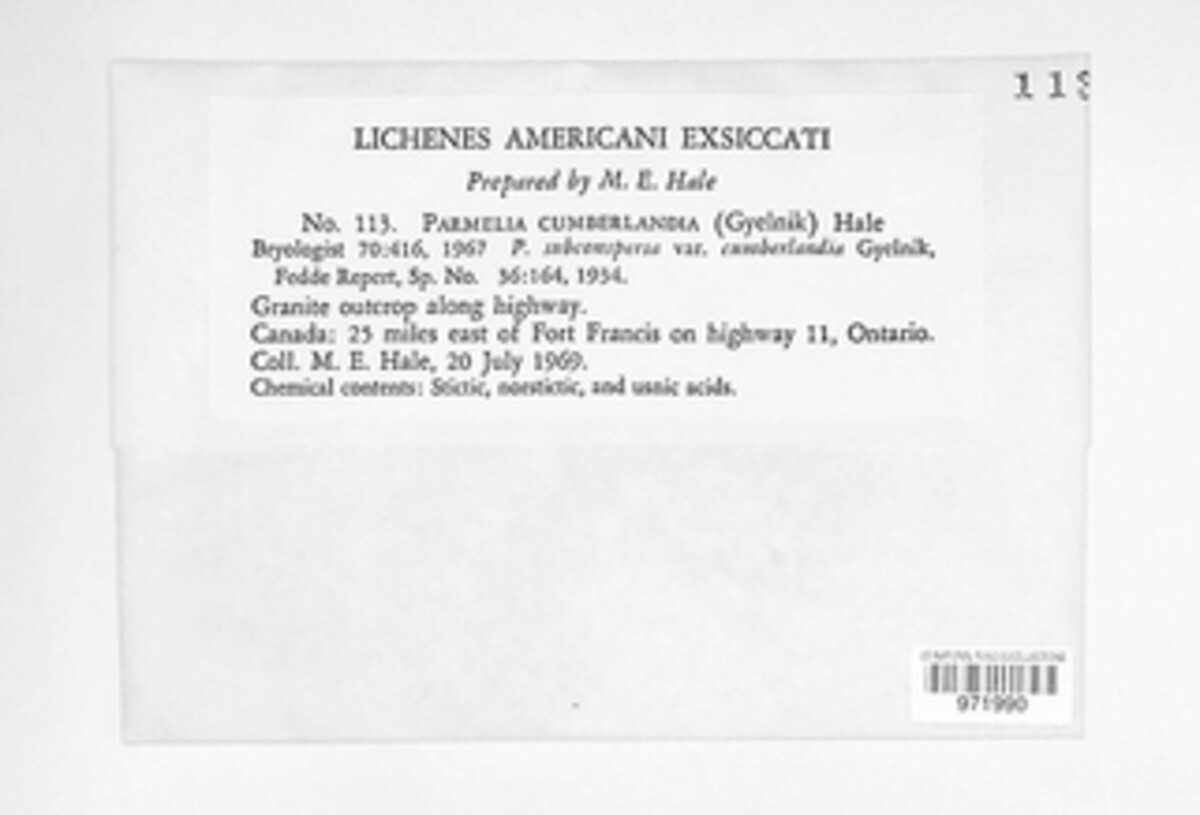 113
LICHENES AMERICANI EXSICCATI
Prepared by M. E. Hale
No. 113. PARMELIA CUMBERLANDIA (Gyelnik) Hale
Bryologist 70:416, 1967 P. subconspersa var. cumberlandia Gyelnik,
Fedde Repert, Sp. No. 36:164, 1934.
Granite outcrop along highway.
Canada: 25 miles east of Fort Francis on highway 11, Ontario.
Coll. M. E. Hale, 20 July 1969.
Chemical contents: Stictic, norstictic, and usnic acids.
971990